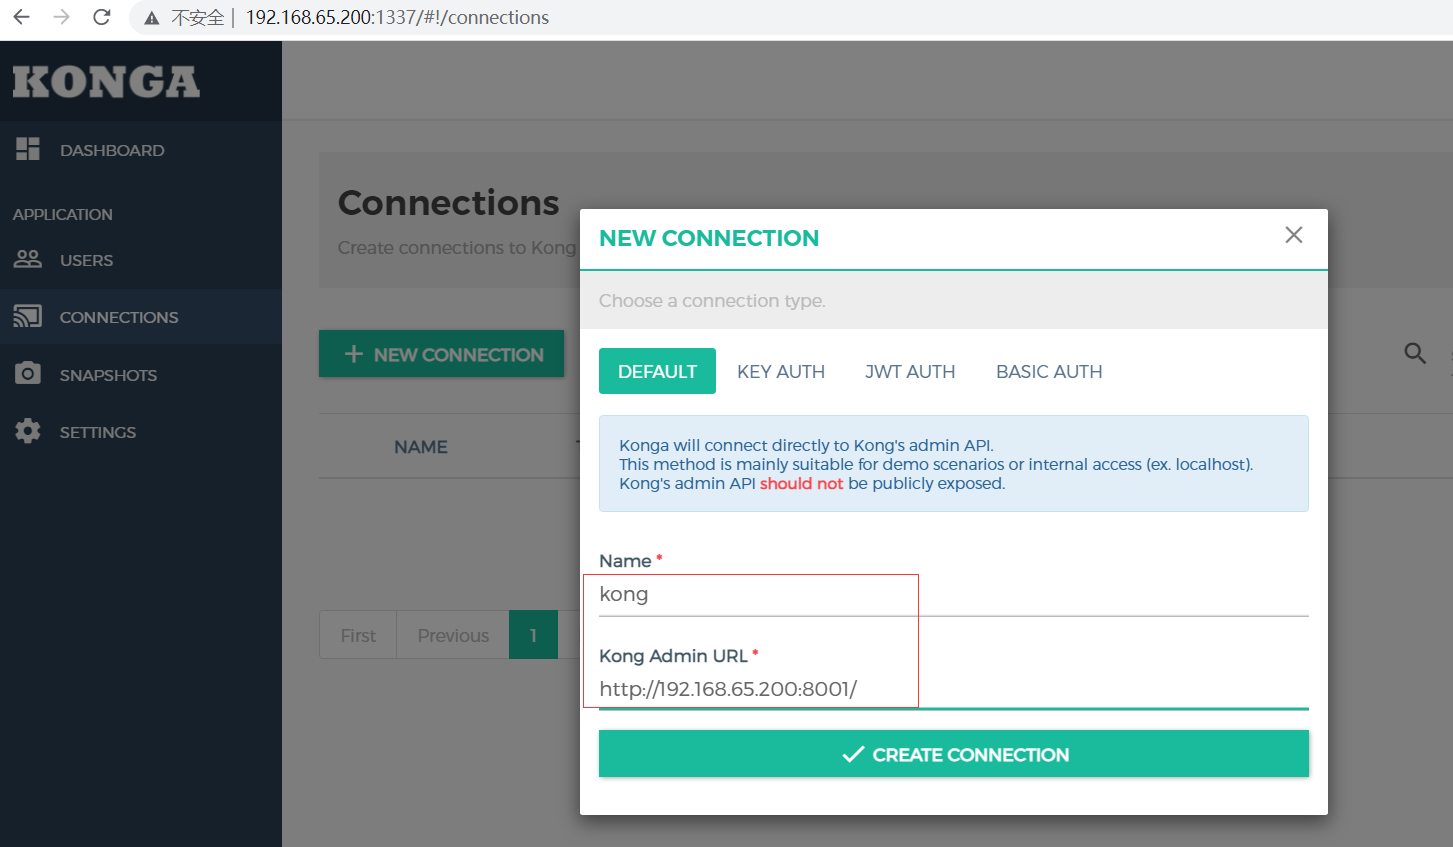 不安全 | 192.168.65.200:1337/#!/connections
KONGA
DASHBOARD
APPLICATION
USERS
CONNECTIONS
SNAPSHOTS
SETTINGS
Connections
Create connections to Kong
NEW CONNECTION
NAME
First Previous 1
NEW CONNECTION
Choose a connection type.
DEFAULT KEY AUTH JWT AUTH BASIC AUTH
Konga will connect directly to Kong's admin API.
This method is mainly suitable for demo scenarios or internal access (ex. localhost).
Kong's admin API should not be publicly exposed.
Name *
kong
Kong Admin URL *
http://192.168.65.200:8001/
CREATE CONNECTION